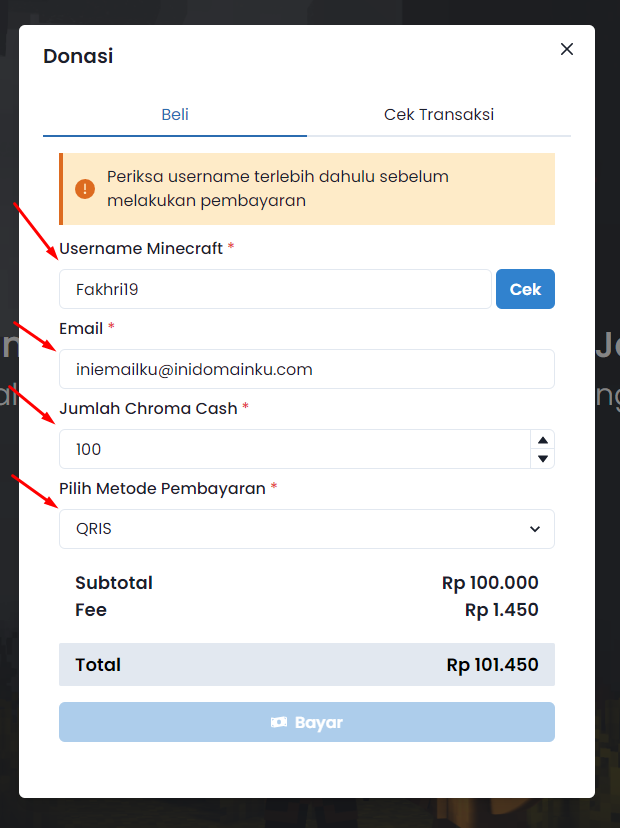 Donasi
Beli
Cek Transaksi
Periksa username terlebih dahulu sebelum
melakukan pembayaran
Username Minecraft *
Fakhri19
Cek
Email *
iniemailku@inidomainku.com
Jumlah Chroma Cash *
100
Pilih Metode Pembayaran *
QRIS
Subtotal Rp 100.000
Fee Rp 1.450
Total Rp 101.450
Bayar